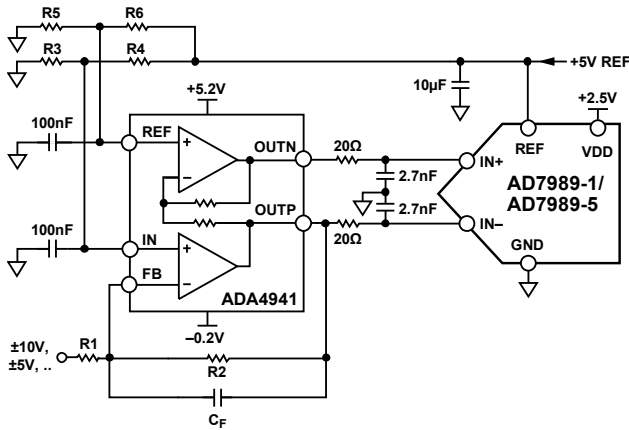 R5
R6
R3
R4
+5V REF
10µF
+5.2V
+2.5V
100nF
REF
OUTN
20Ω
IN+
REF
VDD
2.7nF
AD7989-1/
AD7989-5
2.7nF
OUTP
100nF
IN
20Ω
IN–
FB
GND
ADA4941
–0.2V
±10V,
±5V, ..
R1
R2
CF